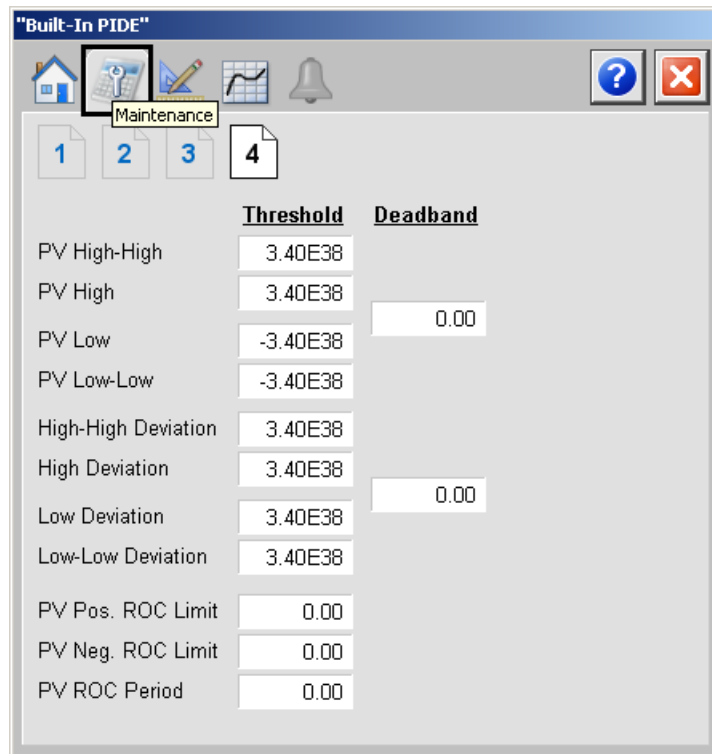 "Built-In PIDE"
?
Maintenance
1 2 3 4
Threshold Deadband
PV High-High 3.40E38
PV High 3.40E38
0.00
PV Low -3.40E38
PV Low-Low -3.40E38
High-High Deviation 3.40E38
High Deviation 3.40E38
0.00
Low Deviation 3.40E38
Low-Low Deviation 3.40E38
PV Pos. ROC Limit 0.00
PV Neg. ROC Limit 0.00
PV ROC Period 0.00